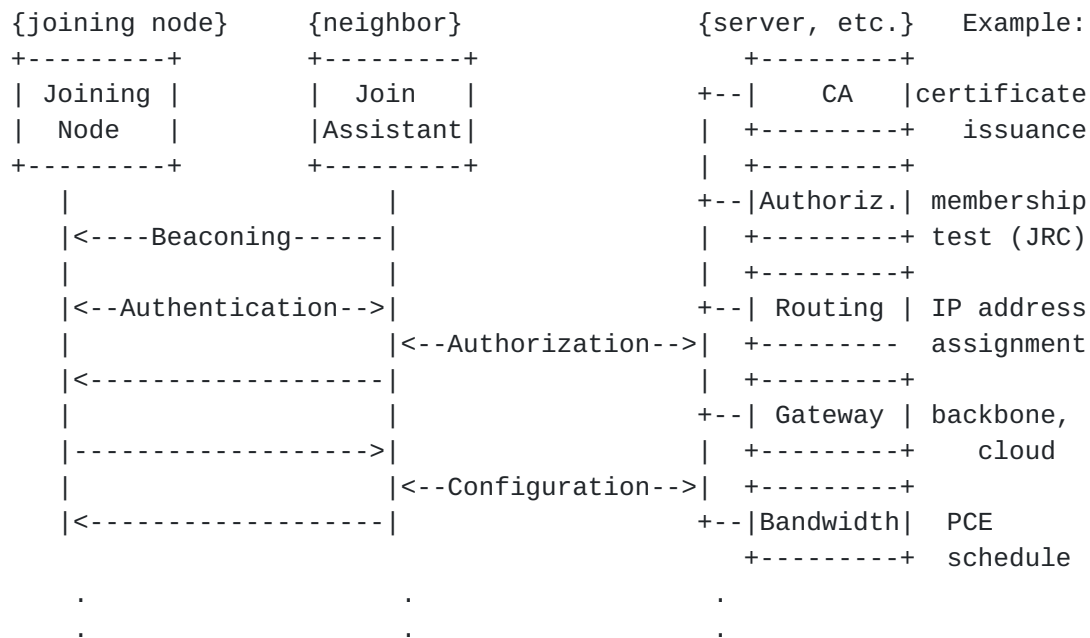 {joining node}     {neighbor}               {server, etc.}   Example:
+---------+        +---------+                 +---------+
| Joining |        |  Join   |              +--|    CA   |certificate
|  Node   |        |Assistant|              |  +---------+   issuance
+---------+        +---------+              |  +---------+
   |                    |                   +--|Authoriz.| membership
   |<----Beaconing------|                   |  +---------+ test (JRC)
   |                    |                   |  +---------+
   |<--Authentication-->|                   +--| Routing | IP address
   |                    |<--Authorization-->|  +---------  assignment
   |<-------------------|                   |  +---------+
   |                    |                   +--| Gateway | backbone,
   |------------------->|                   |  +---------+    cloud
   |                    |<--Configuration-->|  +---------+
   |<-------------------|                   +--|Bandwidth|  PCE
                                               +---------+  schedule
    .                    .                   .
    .                    .                   .